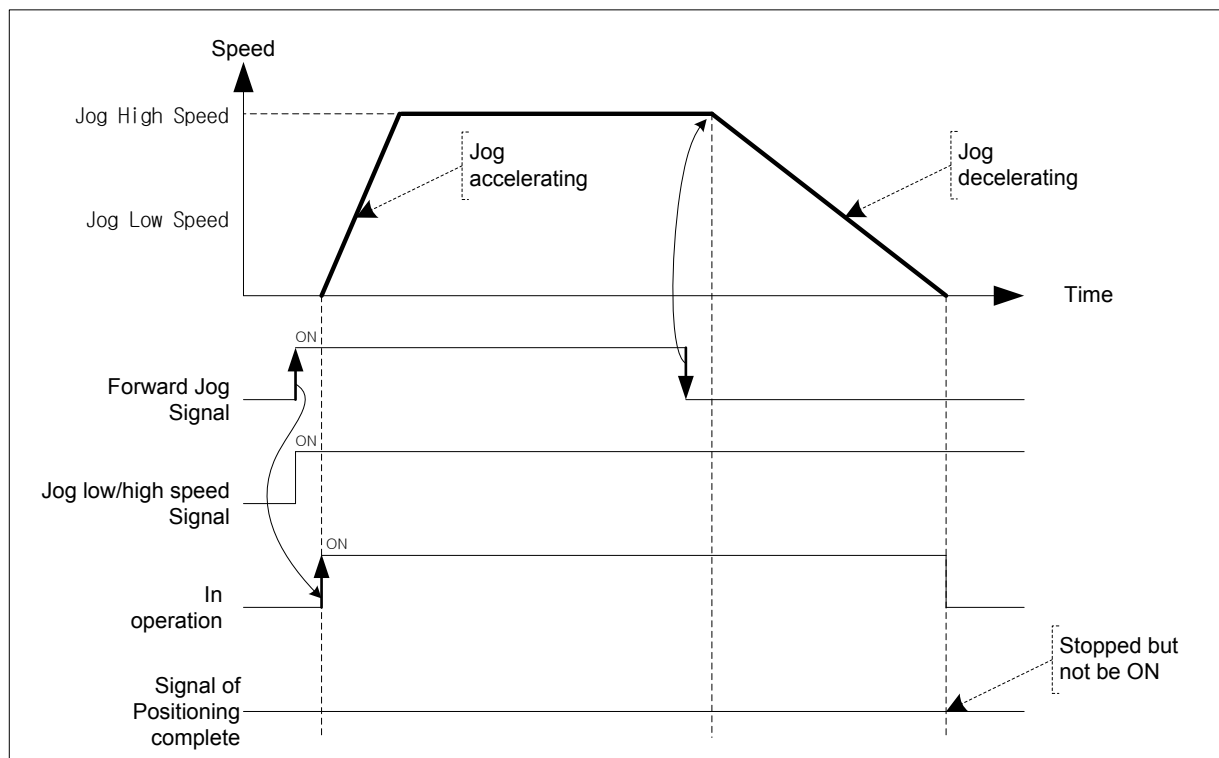 Speed
Jog High Speed
Jog
accelerating
Jog
decelerating
Jog Low Speed
Time
ON
Forward Jog
Signal
ON
Jog low/high speed
Signal
ON
In
operation
Stopped but
not be ON
Signal of
Positioning
complete